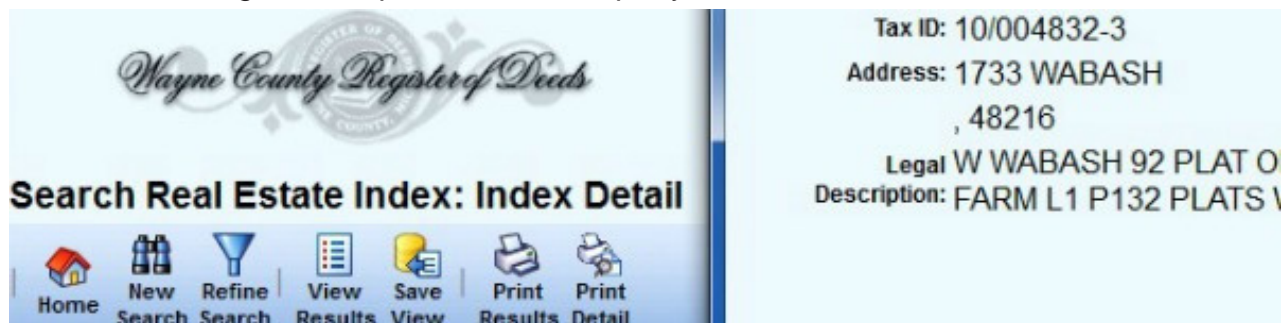 Wayne County Register of Deeds
Search Real Estate Index: Index Detail
Home
New Search
Refine Search
View Results
Save View
Print Results
Print Detail
Tax ID: 10/004832-3
Address: 1733 WABASH
, 48216
Legal W WABASH 92 PLAT
Description: FARM L1 P132 PLATS